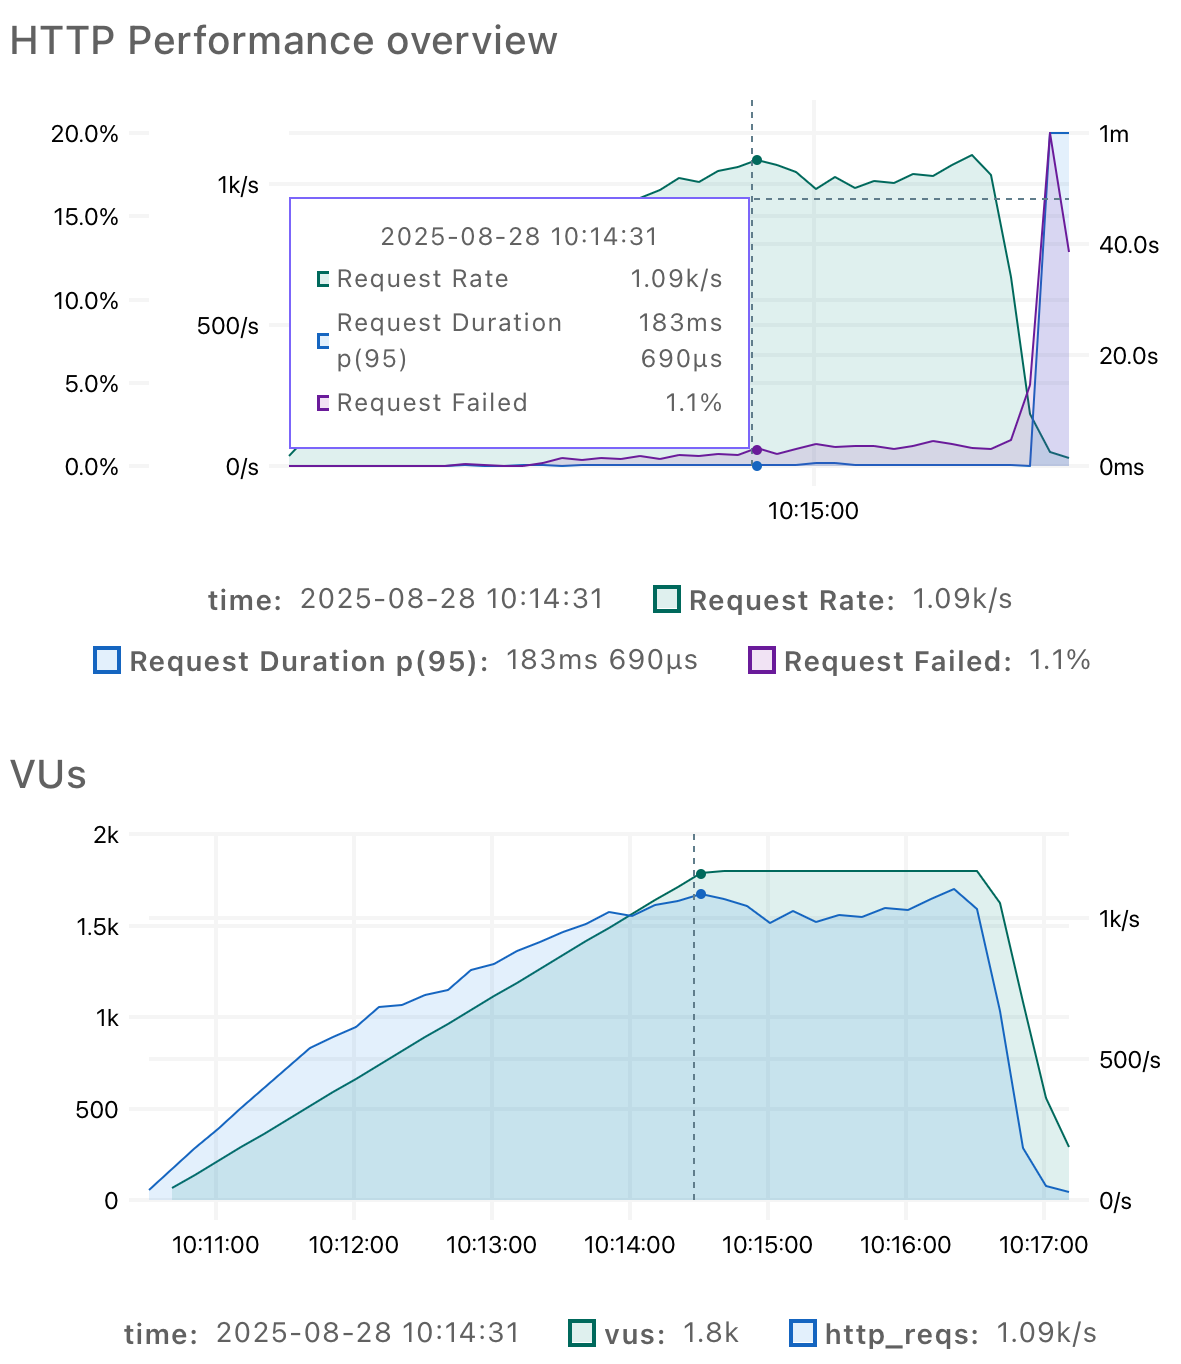 HTTP Performance overview
20.0% 1m
1k/s
15.0%
2025-08-28 10:14:31
40.0s
Request Rate 1.09k/s
10.0%
500/s
Request Duration p(95) 183ms 690µs
20.0s
5.0%
Request Failed 1.1%
0.0% 0/s 0ms
10:15:00
time: 2025-08-28 10:14:31 Request Rate: 1.09k/s
Request Duration p(95): 183ms 690µs Request Failed: 1.1%
VUs
2k
1.5k 1k/s
1k
500/s
500
0 0/s
10:11:00 10:12:00 10:13:00 10:14:00 10:15:00 10:16:00 10:17:00
time: 2025-08-28 10:14:31 vus: 1.8k http_reqs: 1.09k/s